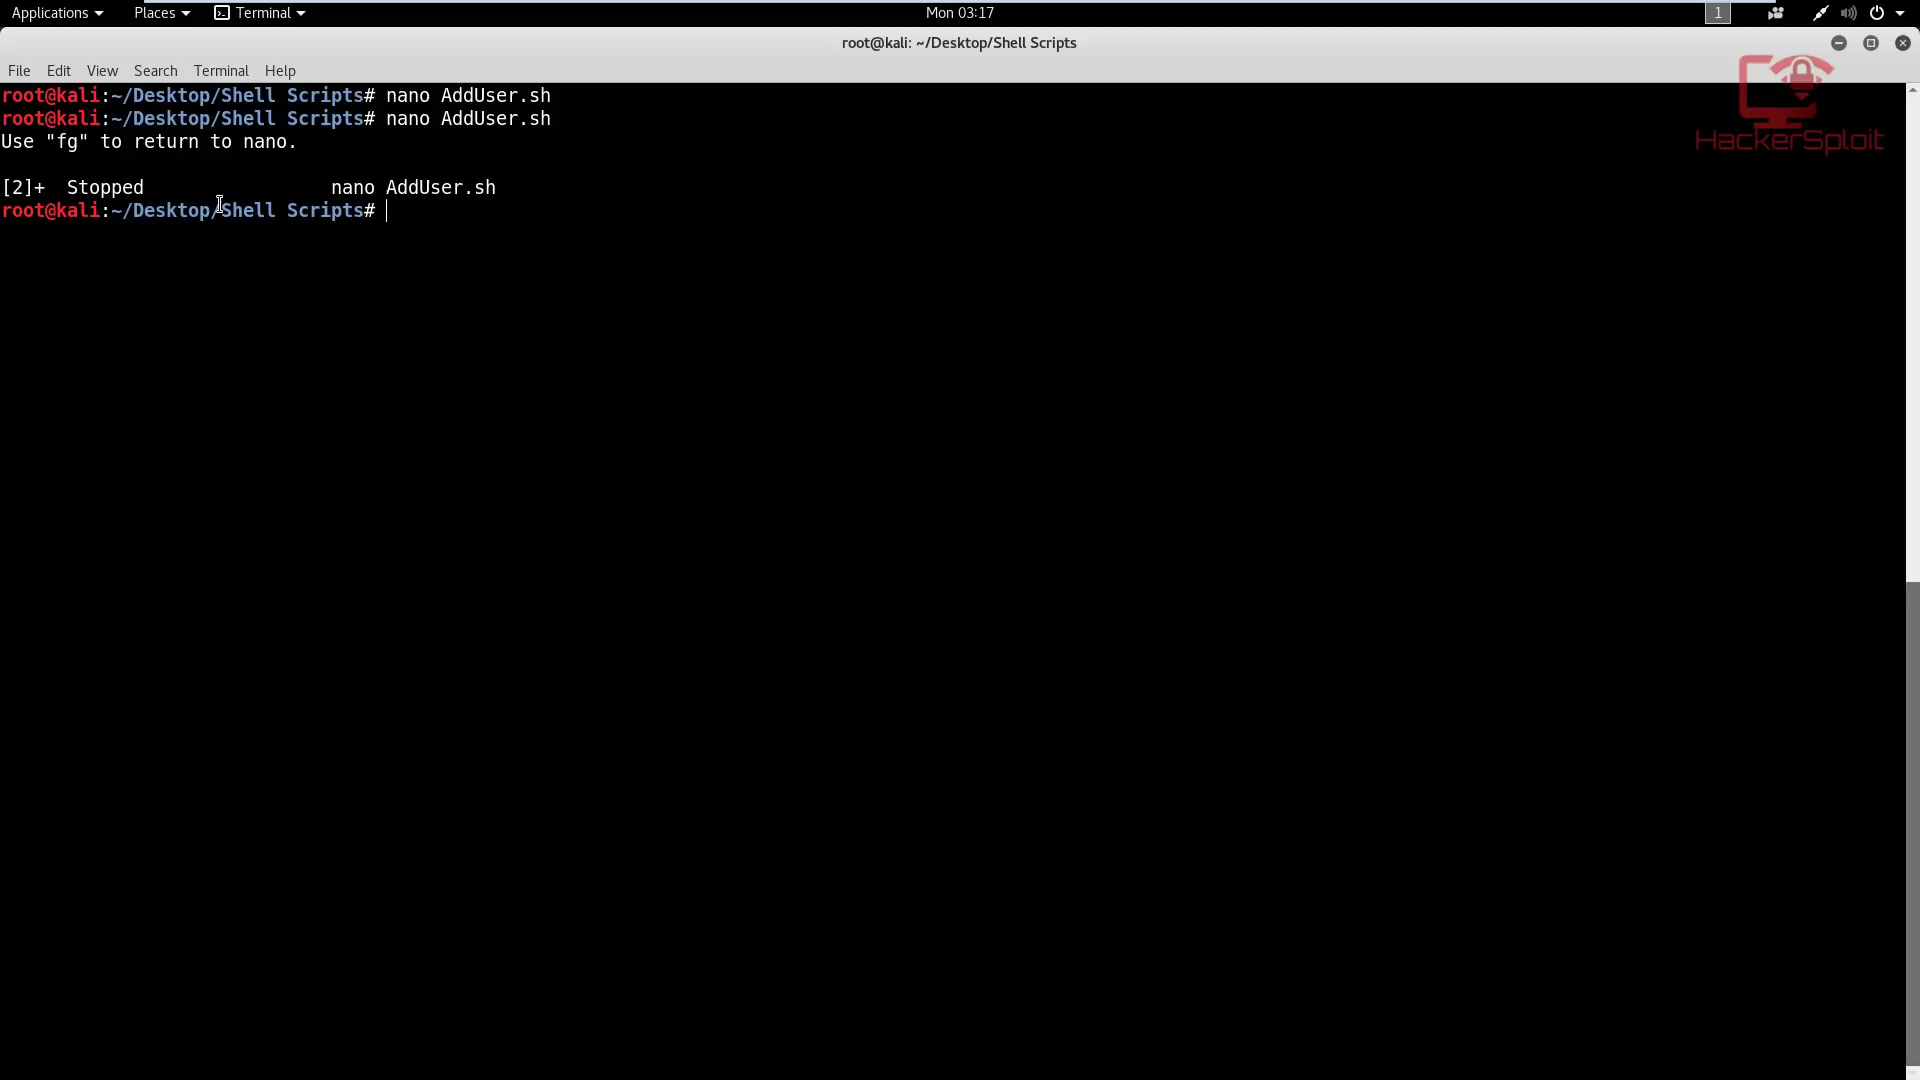 Applications Places Terminal Mon 03:17 1
root@kali: ~/Desktop/Shell Scripts
File Edit View Search Terminal Help
root@kali:~/Desktop/Shell Scripts# nano AddUser.sh
root@kali:~/Desktop/Shell Scripts# nano AddUser.sh
Use "fg" to return to nano.
[2]+  Stopped                 nano AddUser.sh
root@kali:~/Desktop/Shell Scripts#
HackerSploit